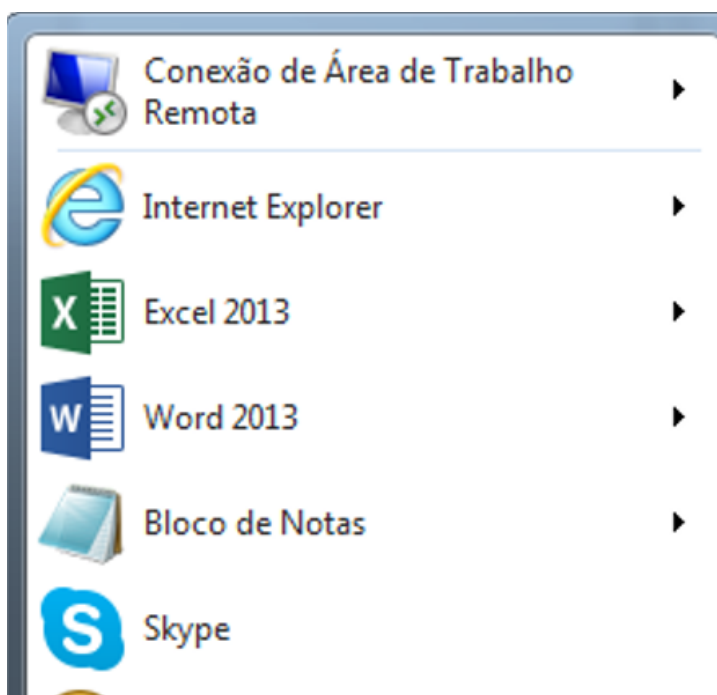 Conexão de Área de Trabalho
Remota
Internet Explorer
X
Excel 2013
W
Word 2013
Bloco de Notas
S
Skype